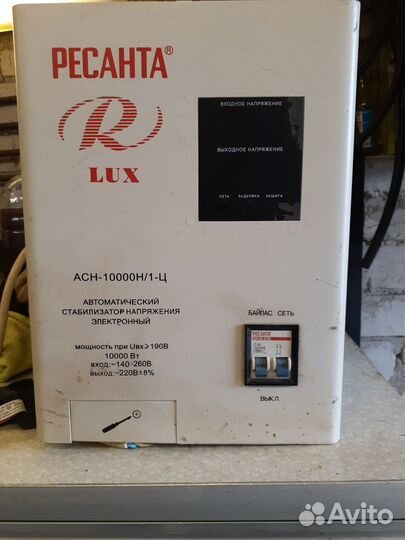 РЕСАНТА®
R
LUX
ВХОДНОЕ НАПРЯЖЕНИЕ
ВЫХОДНОЕ НАПРЯЖЕНИЕ
СЕТЬ ЗАДЕРЖКА ЗАЩИТА
АСН-10000Н/1-Ц
АВТОМАТИЧЕСКИЙ
СТАБИЛИЗАТОР НАПРЯЖЕНИЯ
ЭЛЕКТРОННЫЙ
мощность при Uвх≥190В
10000 Вт
вход:~140-260В
выход:~220В±8%
БАЙПАС СЕТЬ
РЕСАНТА
ВЫКЛ
Avito